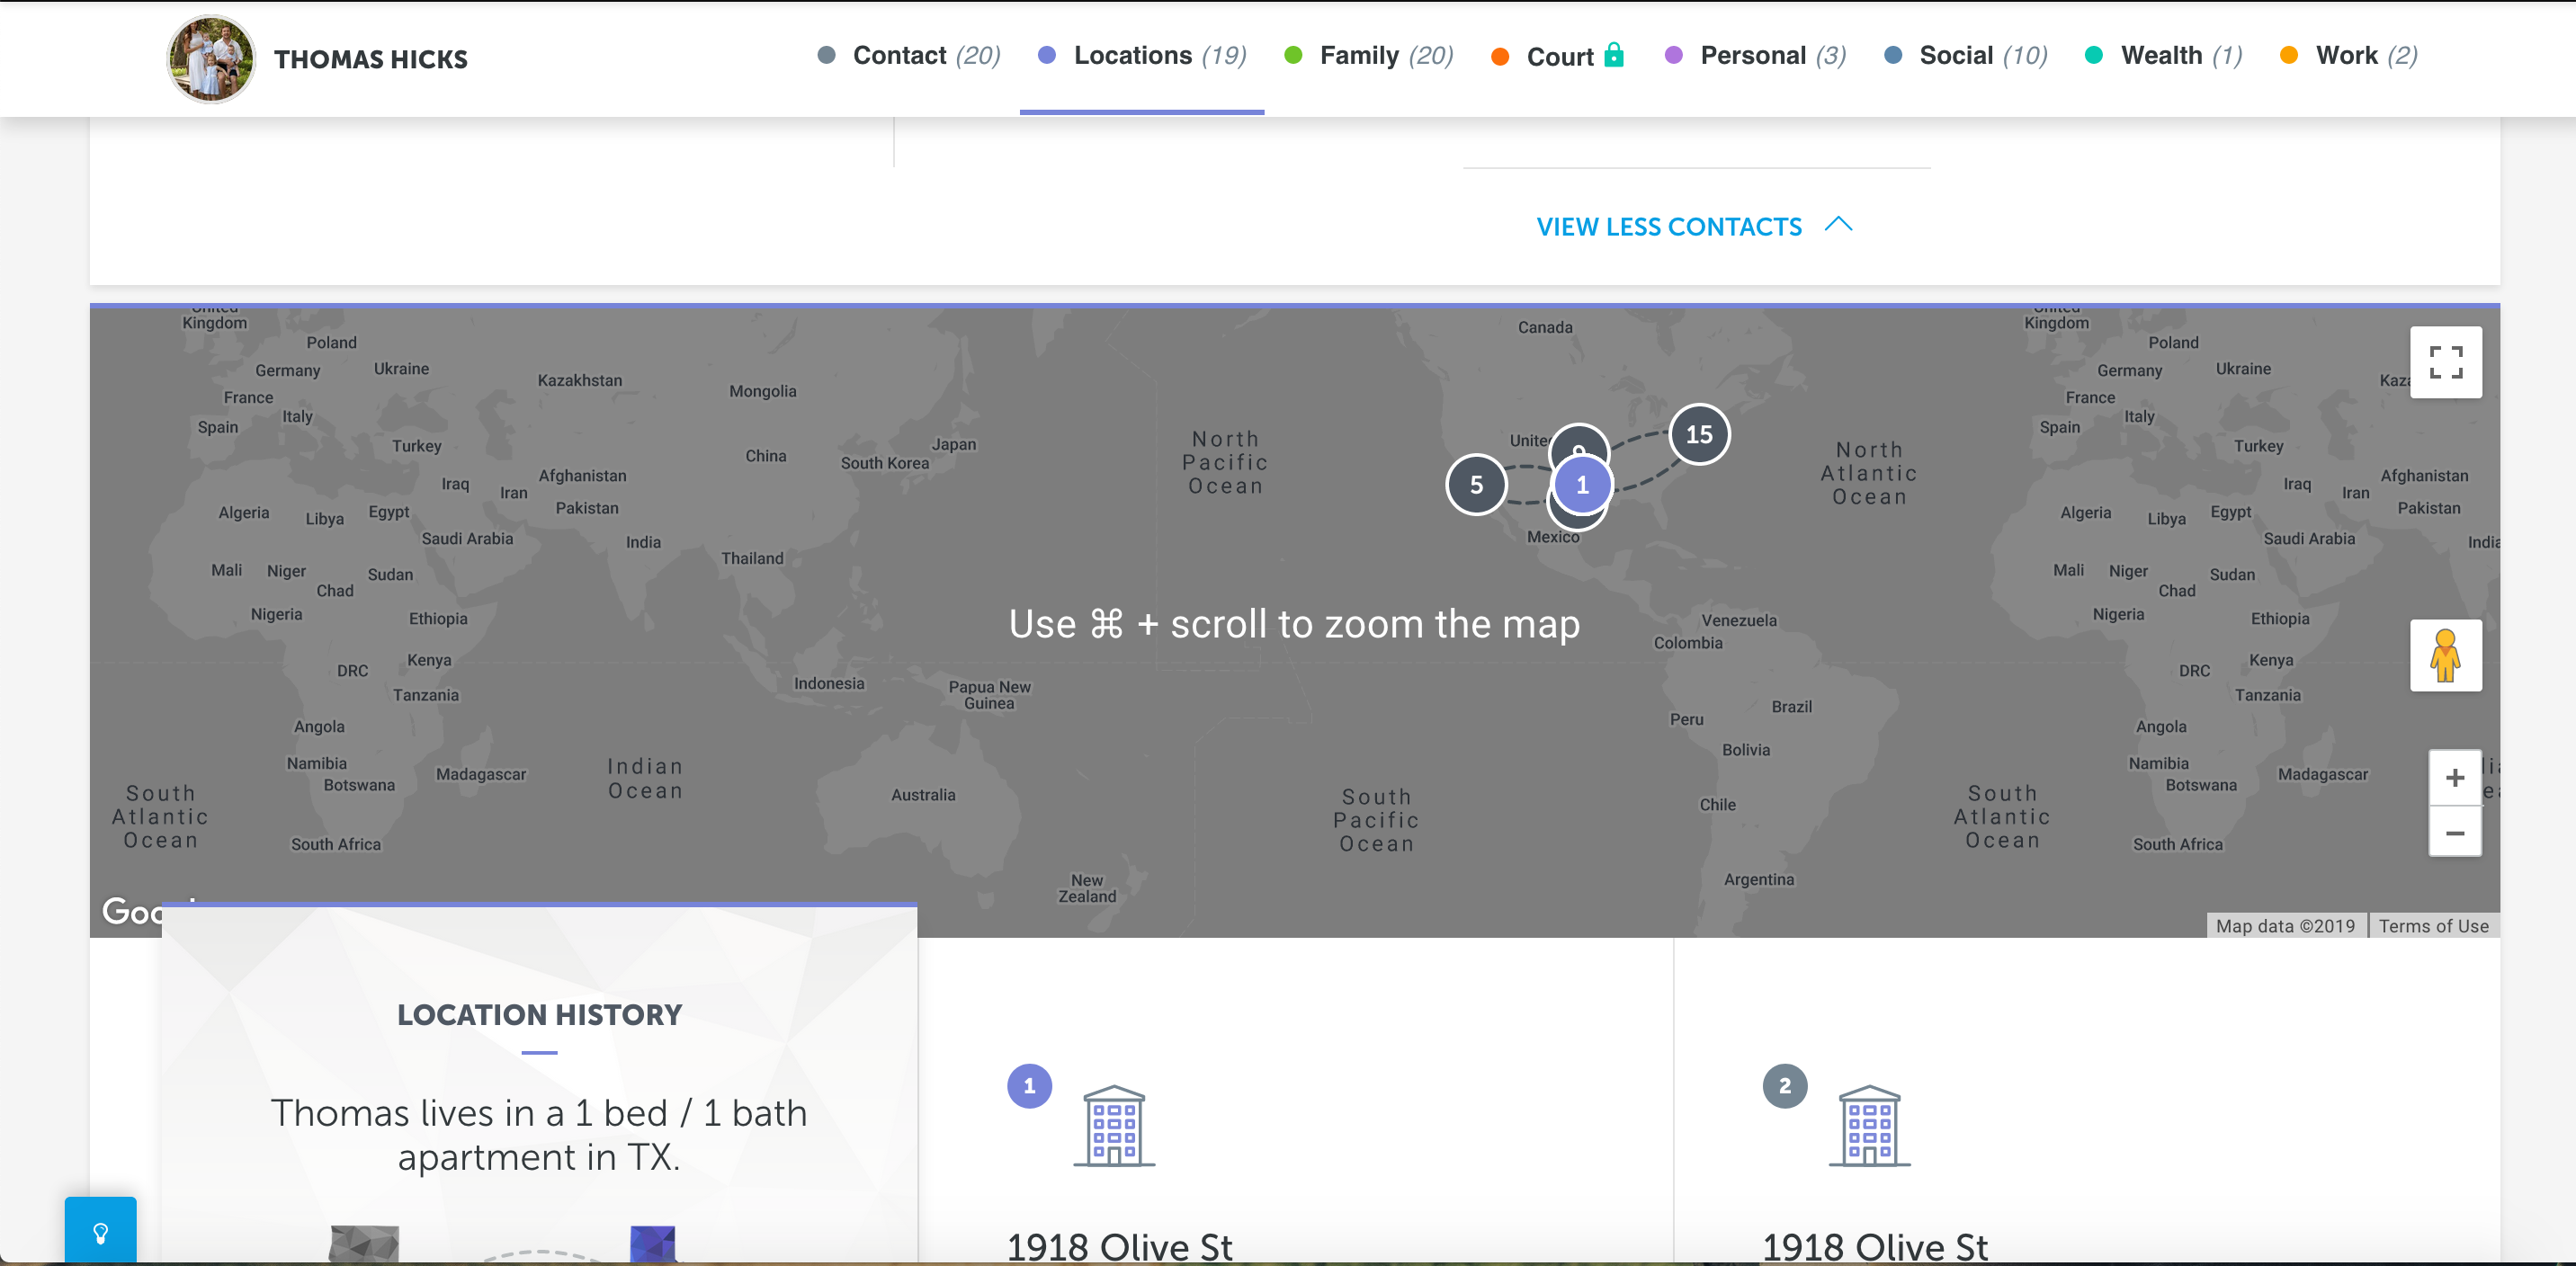 THOMAS HICKS
Contact (20)
Locations (19)
Family (20)
Court
Personal (3)
Social (10)
Wealth (1)
Work (2)
VIEW LESS CONTACTS
Kingdom
Poland
Germany
Ukraine
France
Italy
Spain
Turkey
Kazakhstan
Mongolia
China
Japan
South Korea
Afghanistan
Iraq
Iran
Pakistan
Algeria
Libya
Egypt
Saudi Arabia
India
Thailand
Mali
Niger
Chad
Sudan
Nigeria
Ethiopia
DRC
Kenya
Tanzania
Angola
Namibia
Botswana
Madagascar
South Africa
South
Atlantic
Ocean
Indian
Ocean
Indonesia
Papua New
Guinea
Australia
New
Zealand
North
Pacific
Ocean
Canada
Mexico
5
1
15
North
Atlantic
Ocean
Use ⌘ + scroll to zoom the map
Venezuela
Colombia
Peru
Brazil
Bolivia
Chile
Argentina
South
Pacific
Ocean
South
Atlantic
Ocean
Kingdom
Poland
Germany
Ukraine
France
Italy
Spain
Turkey
Afghanistan
Iraq
Iran
Pakistan
Algeria
Libya
Egypt
Saudi Arabia
India
Mali
Niger
Chad
Sudan
Nigeria
Ethiopia
DRC
Kenya
Tanzania
Angola
Namibia
Botswana
Madagascar
South Africa
+
−
Map data ©2019
Terms of Use
LOCATION HISTORY
Thomas lives in a 1 bed / 1 bath
apartment in TX.
1
1918 Olive St
2
1918 Olive St